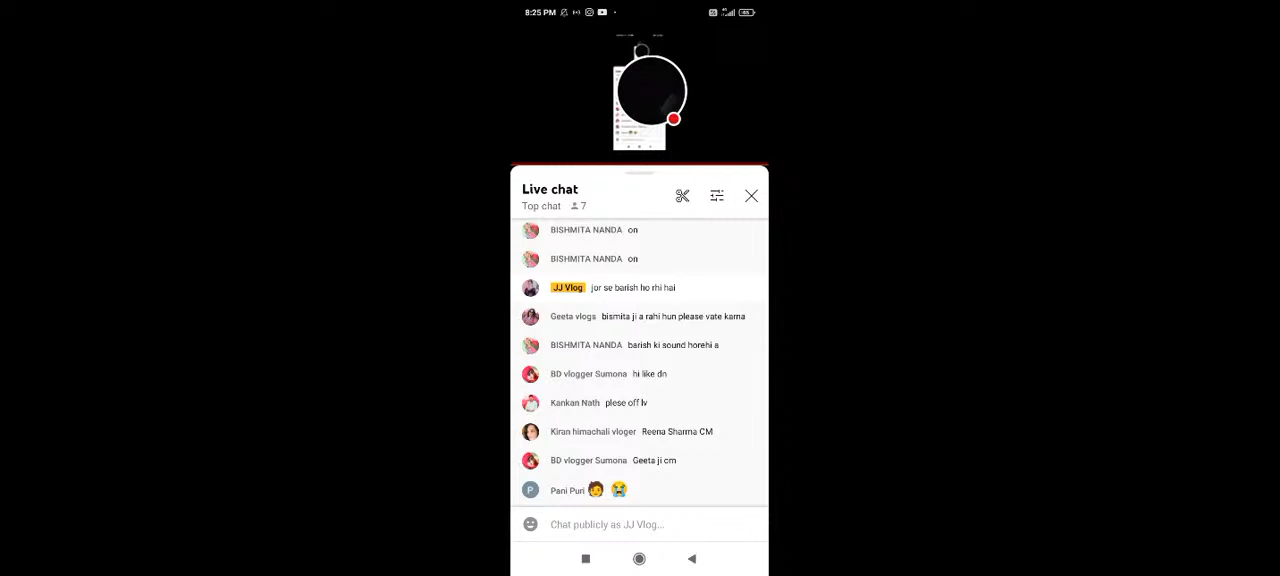 8:25 PM
Live chat
Top chat 7
BISHMITA NANDA on
BISHMITA NANDA on
JJ Vlog jor se barish ho rhi hai
Geeta vlogs bismita ji a rahi hun please vate karna
BISHMITA NANDA barish ki sound horehi a
BD vlogger Sumona hi like dn
Kankan Nath plese off lv
Kiran himachali vloger Reena Sharma CM
BD vlogger Sumona Geeta ji cm
P Pani Puri 🧑 😭
Chat publicly as JJ Vlog...